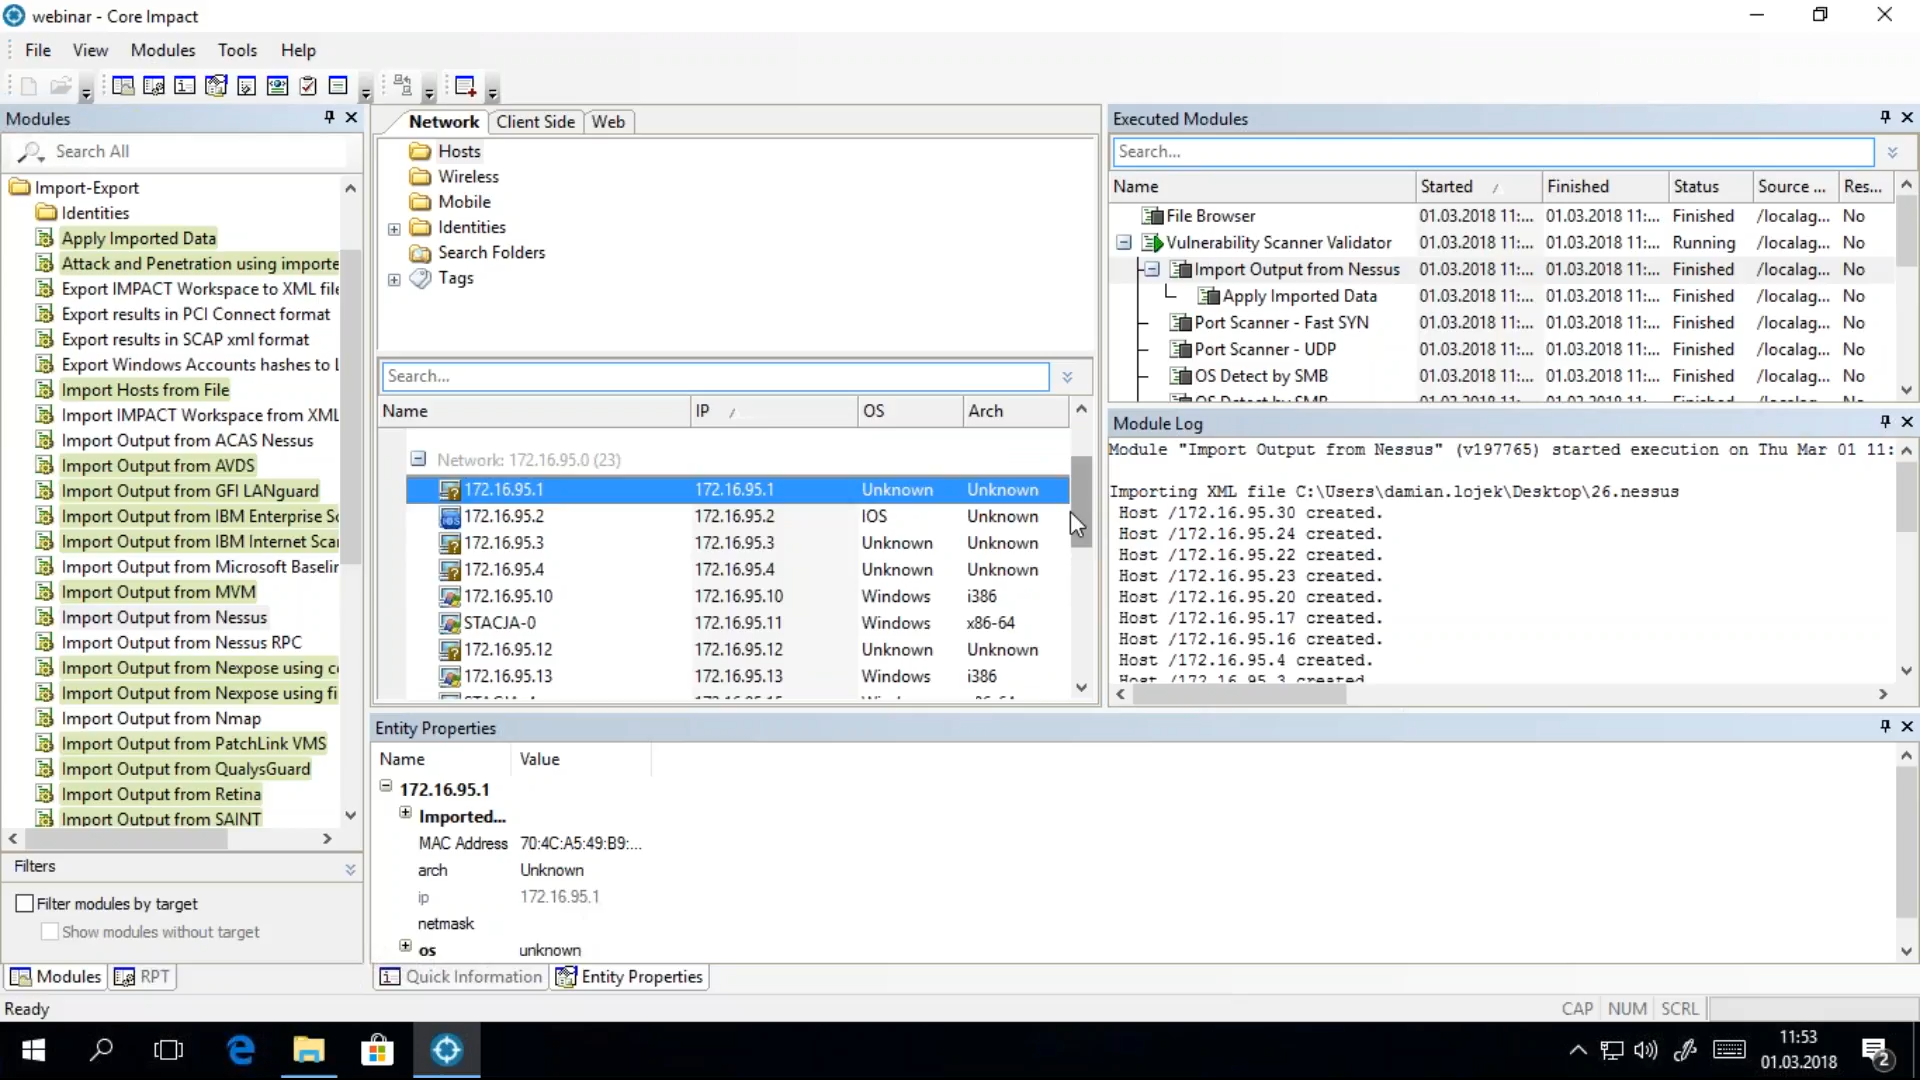 webinar - Core Impact
File View Modules Tools Help
Modules
Search All
Import-Export
Identities
Apply Imported Data
Attack and Penetration using importe
Export IMPACT Workspace to XML file
Export results in PCI Connect format
Export results in SCAP xml format
Export Windows Accounts hashes to L
Import Hosts from File
Import IMPACT Workspace from XML
Import Output from ACAS Nessus
Import Output from AVDS
Import Output from GFI LANguard
Import Output from IBM Enterprise Sc
Import Output from IBM Internet Scan
Import Output from Microsoft Baselin
Import Output from MVM
Import Output from Nessus
Import Output from Nessus RPC
Import Output from Nexpose using c
Import Output from Nexpose using fi
Import Output from Nmap
Import Output from PatchLink VMS
Import Output from QualysGuard
Import Output from Retina
Import Output from SAINT
Filters
Filter modules by target
Show modules without target
Modules RPT
Network Client Side Web
Hosts
Wireless
Mobile
Identities
Search Folders
Tags
Search...
Name IP OS Arch
Network: 172.16.95.0 (23)
172.16.95.1 172.16.95.1 Unknown Unknown
172.16.95.2 172.16.95.2 IOS Unknown
172.16.95.3 172.16.95.3 Unknown Unknown
172.16.95.4 172.16.95.4 Unknown Unknown
172.16.95.10 172.16.95.10 Windows i386
STACJA-0 172.16.95.11 Windows x86-64
172.16.95.12 172.16.95.12 Unknown Unknown
172.16.95.13 172.16.95.13 Windows i386
Entity Properties
Name Value
172.16.95.1
Imported...
MAC Address 70:4C:A5:49:B9:...
arch Unknown
ip 172.16.95.1
netmask
os unknown
Quick Information Entity Properties
Executed Modules
Search...
Name Started Finished Status Source ... Res...
File Browser 01.03.2018 11:... 01.03.2018 11:... Finished /localag... No
Vulnerability Scanner Validator 01.03.2018 11:... 01.03.2018 11:... Running /localag... No
Import Output from Nessus 01.03.2018 11:... 01.03.2018 11:... Finished /localag... No
Apply Imported Data 01.03.2018 11:... 01.03.2018 11:... Finished /localag... No
Port Scanner - Fast SYN 01.03.2018 11:... 01.03.2018 11:... Finished /localag... No
Port Scanner - UDP 01.03.2018 11:... 01.03.2018 11:... Finished /localag... No
OS Detect by SMB 01.03.2018 11:... 01.03.2018 11:... Finished /localag... No
Module Log
Module "Import Output from Nessus" (v197765) started execution on Thu Mar 01 11:
Importing XML file C:\Users\damian.lojek\Desktop\26.nessus
Host /172.16.95.30 created.
Host /172.16.95.24 created.
Host /172.16.95.22 created.
Host /172.16.95.23 created.
Host /172.16.95.20 created.
Host /172.16.95.17 created.
Host /172.16.95.16 created.
Host /172.16.95.4 created.
Host /172.16.95.3 created
Ready
CAP NUM SCRL
11:53
01.03.2018
2